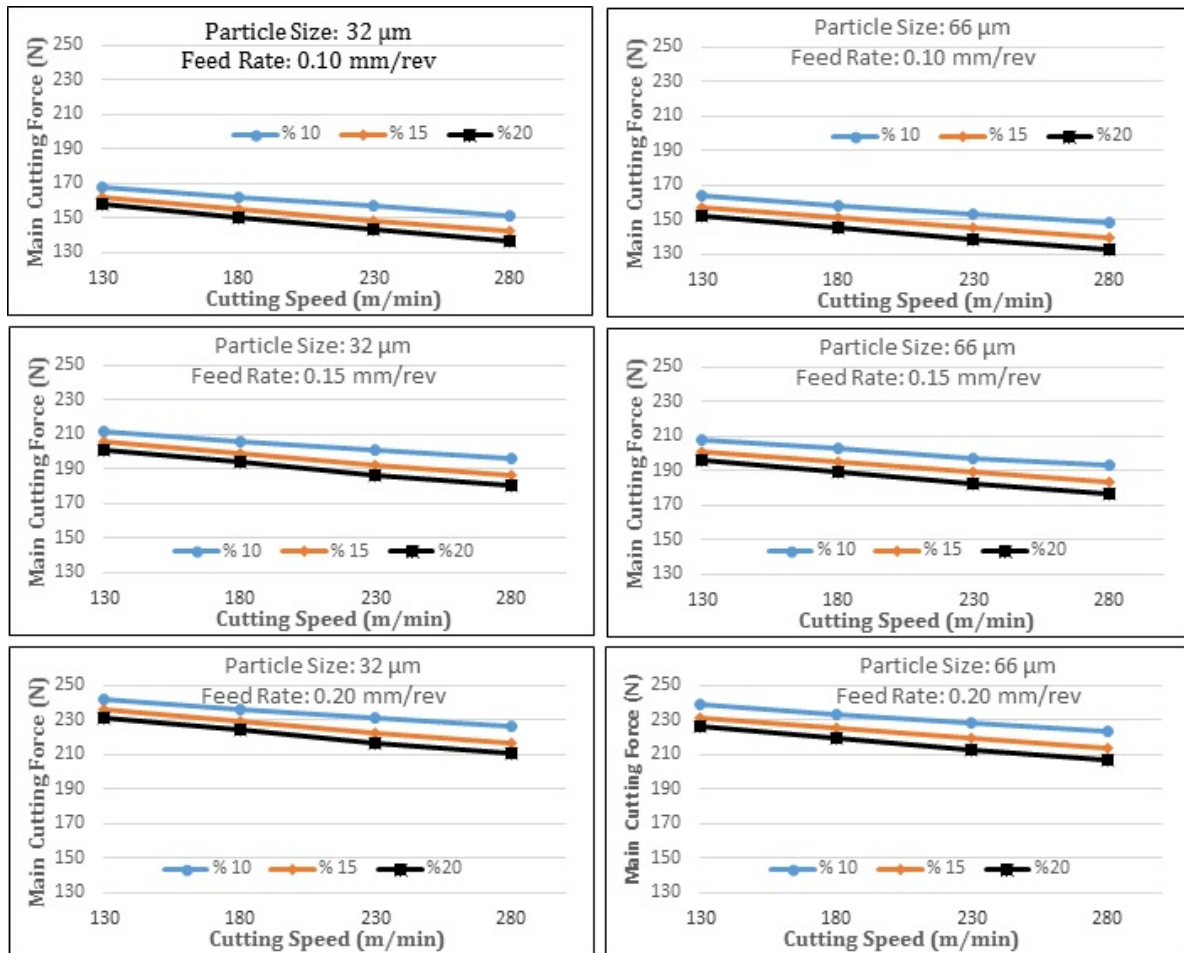 Particle Size: 32 µm
Feed Rate: 0.10 mm/rev
Main Cutting Force (N)
250
230
210
190
170
150
130
% 10 % 15 %20
130 180 230 280
Cutting Speed (m/min)
Particle Size: 66 µm
Feed Rate: 0.10 mm/rev
Main Cutting Force (N)
250
230
210
190
170
150
130
% 10 % 15 %20
130 180 230 280
Cutting Speed (m/min)
Particle Size: 32 µm
Feed Rate: 0.15 mm/rev
Main Cutting Force (N)
250
230
210
190
170
150
130
% 10 % 15 %20
130 180 230 280
Cutting Speed (m/min)
Particle Size: 66 µm
Feed Rate: 0.15 mm/rev
Main Cutting Force (N)
250
230
210
190
170
150
130
% 10 % 15 %20
130 180 230 280
Cutting Speed (m/min)
Particle Size: 32 µm
Feed Rate: 0.20 mm/rev
Main Cutting Force (N)
250
230
210
190
170
150
130
% 10 % 15 %20
130 180 230 280
Cutting Speed (m/min)
Particle Size: 66 µm
Feed Rate: 0.20 mm/rev
Main Cutting Force (N)
250
230
210
190
170
150
130
% 10 % 15 %20
130 180 230 280
Cutting Speed (m/min)